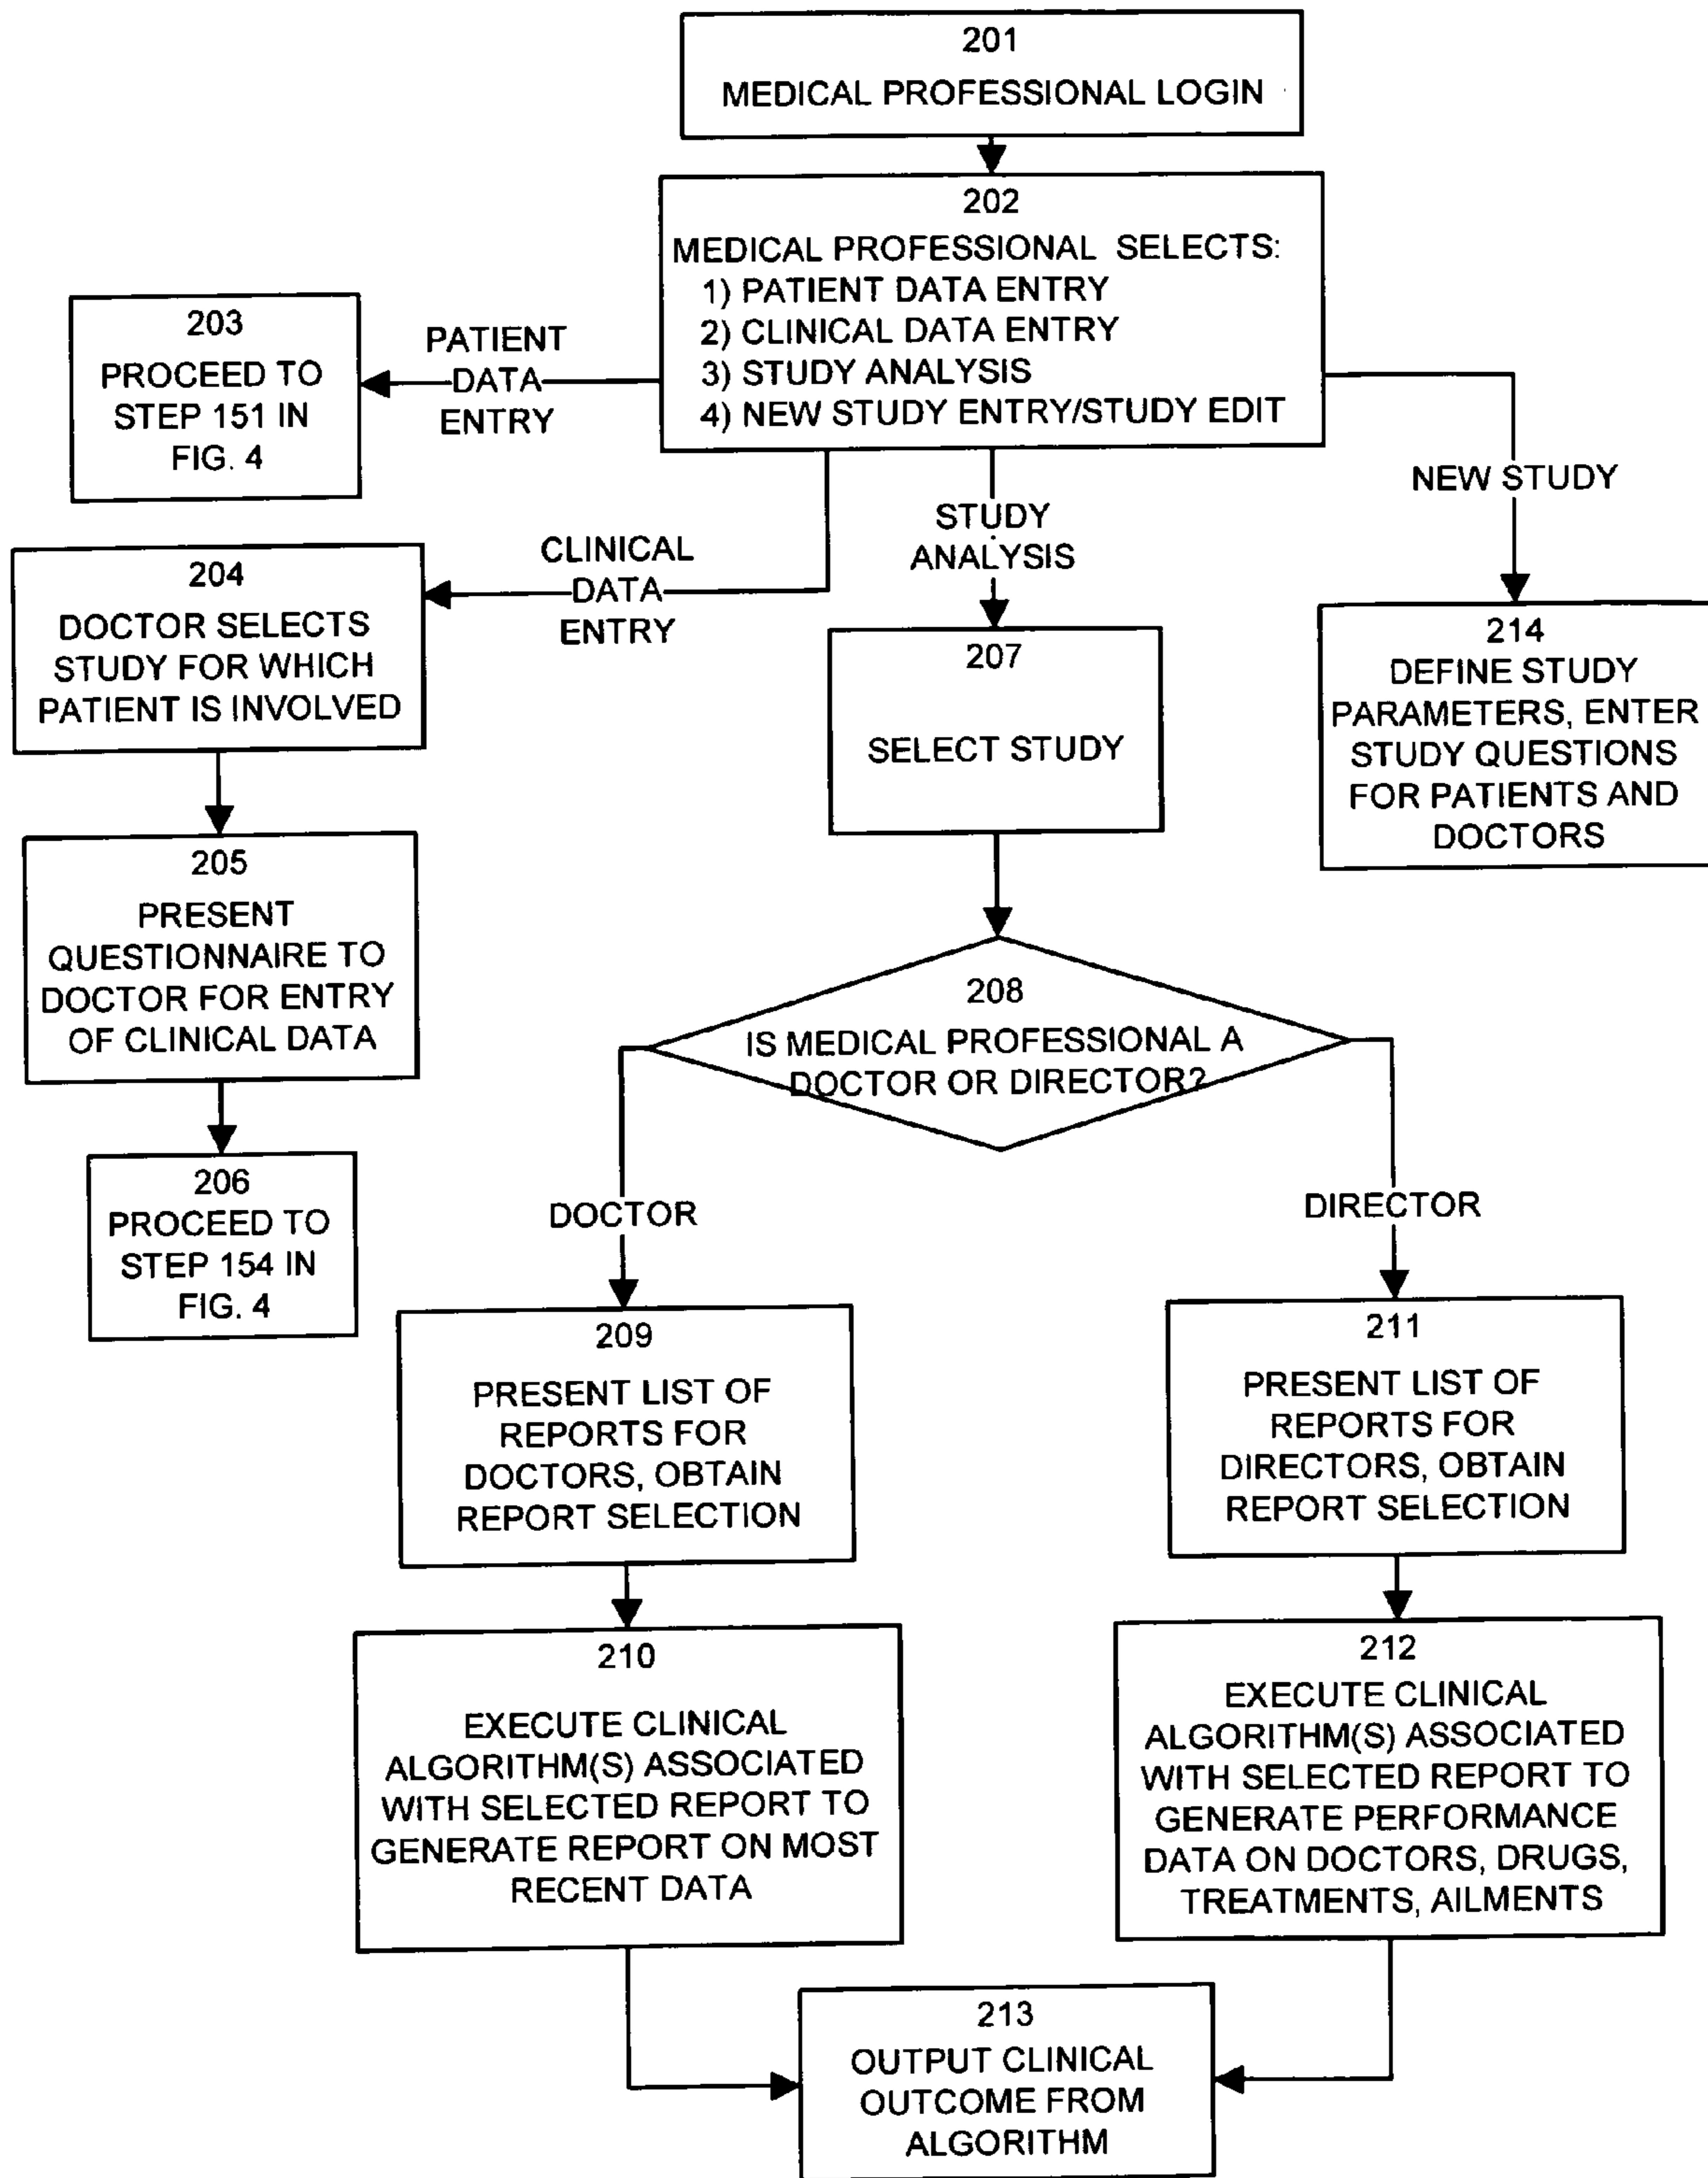 201
MEDICAL PROFESSIONAL LOGIN
202
MEDICAL PROFESSIONAL SELECTS:
1) PATIENT DATA ENTRY
2) CLINICAL DATA ENTRY
3) STUDY ANALYSIS
4) NEW STUDY ENTRY/STUDY EDIT
PATIENT
DATA
ENTRY
203
PROCEED TO
STEP 151 IN
FIG. 4
CLINICAL
DATA
ENTRY
STUDY
ANALYSIS
NEW STUDY
204
DOCTOR SELECTS
STUDY FOR WHICH
PATIENT IS INVOLVED
205
PRESENT
QUESTIONNAIRE TO
DOCTOR FOR ENTRY
OF CLINICAL DATA
206
PROCEED TO
STEP 154 IN
FIG. 4
207
SELECT STUDY
214
DEFINE STUDY
PARAMETERS, ENTER
STUDY QUESTIONS
FOR PATIENTS AND
DOCTORS
208
IS MEDICAL PROFESSIONAL A
DOCTOR OR DIRECTOR?
DOCTOR
DIRECTOR
209
PRESENT LIST OF
REPORTS FOR
DOCTORS, OBTAIN
REPORT SELECTION
211
PRESENT LIST OF
REPORTS FOR
DIRECTORS, OBTAIN
REPORT SELECTION
210
EXECUTE CLINICAL
ALGORITHM(S) ASSOCIATED
WITH SELECTED REPORT TO
GENERATE REPORT ON MOST
RECENT DATA
212
EXECUTE CLINICAL
ALGORITHM(S) ASSOCIATED
WITH SELECTED REPORT TO
GENERATE PERFORMANCE
DATA ON DOCTORS, DRUGS,
TREATMENTS, AILMENTS
213
OUTPUT CLINICAL
OUTCOME FROM
ALGORITHM